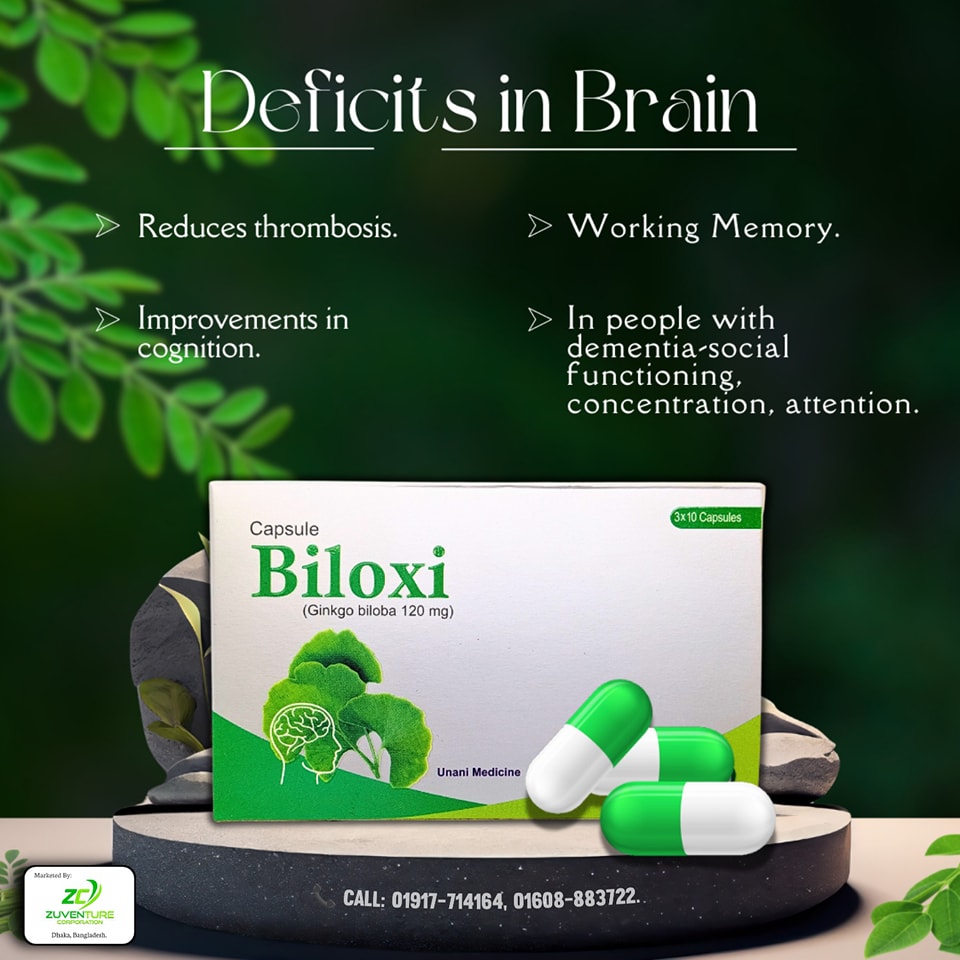 Deficits in Brain
Reduces thrombosis.
Improvements in
cognition.
Working Memory.
In people with
dementia-social
functioning,
concentration, attention.
Capsule
3x10 Capsules
Biloxi®
(Ginkgo biloba 120 mg)
Unani Medicine
Marketed By:
ZC
ZUVENTURE
CORPORATION
Dhaka, Bangladesh.
CALL: 01917-714164, 01608-883722.